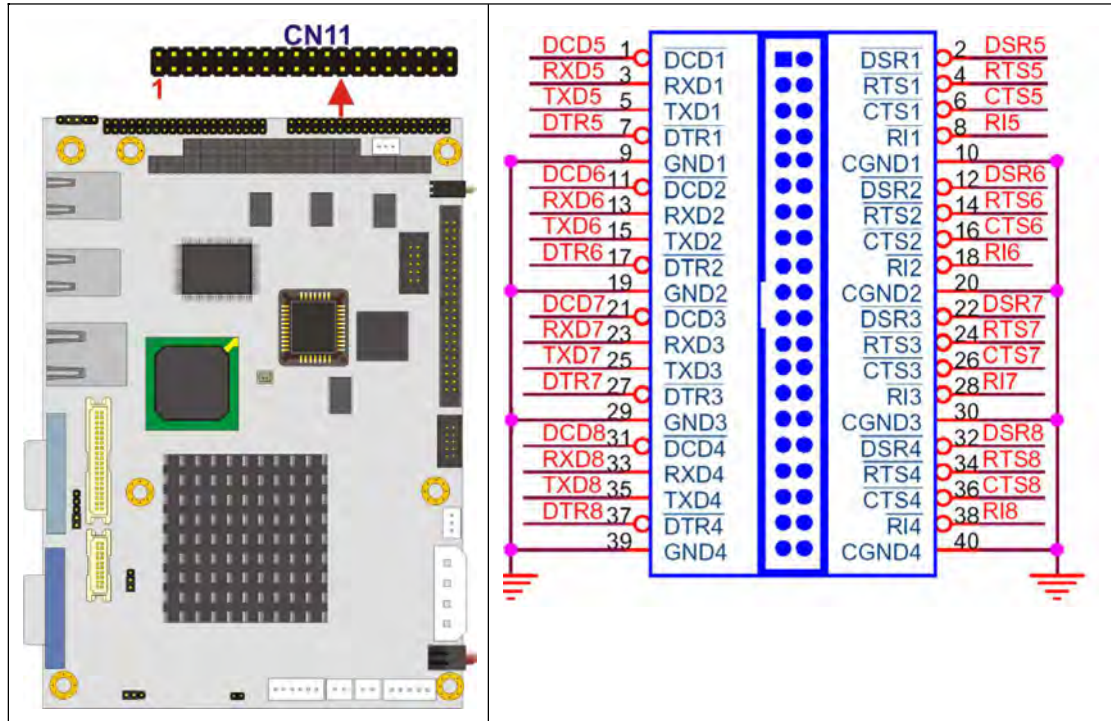 CN11
1
DCD5 1 DCD1 DSR1 2 DSR5
RXD5 3 RXD1 RTS1 4 RTS5
TXD5 5 TXD1 CTS1 6 CTS5
DTR5 7 DTR1 RI1 8 RI5
9 GND1 CGND1 10
DCD6 11 DCD2 DSR2 12 DSR6
RXD6 13 RXD2 RTS2 14 RTS6
TXD6 15 TXD2 CTS2 16 CTS6
DTR6 17 DTR2 RI2 18 RI6
19 GND2 CGND2 20
DCD7 21 DCD3 DSR3 22 DSR7
RXD7 23 RXD3 RTS3 24 RTS7
TXD7 25 TXD3 CTS3 26 CTS7
DTR7 27 DTR3 RI3 28 RI7
29 GND3 CGND3 30
DCD8 31 DCD4 DSR4 32 DSR8
RXD8 33 RXD4 RTS4 34 RTS8
TXD8 35 TXD4 CTS4 36 CTS8
DTR8 37 DTR4 RI4 38 RI8
39 GND4 CGND4 40